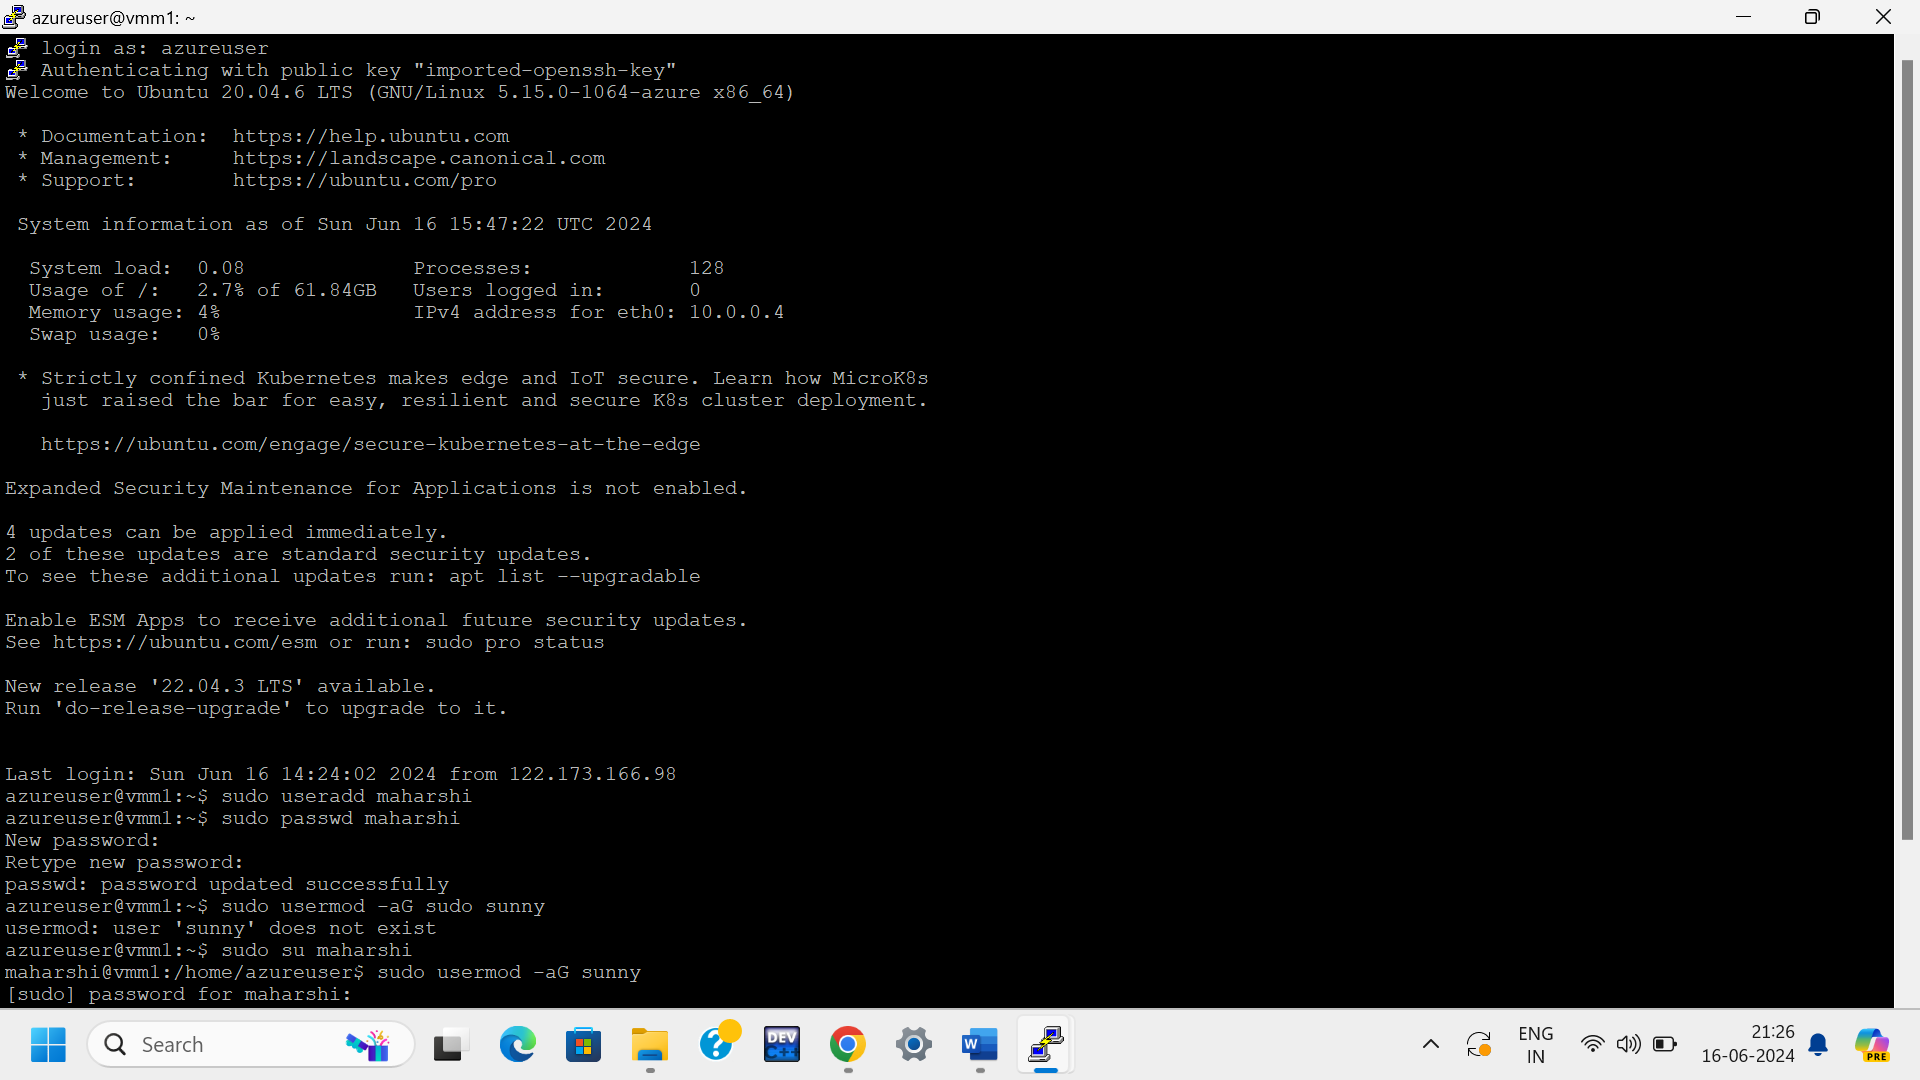 azureuser@vmm1: ~
login as: azureuser
Authenticating with public key "imported-openssh-key"
Welcome to Ubuntu 20.04.6 LTS (GNU/Linux 5.15.0-1064-azure x86_64)
* Documentation:  https://help.ubuntu.com
* Management:     https://landscape.canonical.com
* Support:        https://ubuntu.com/pro
System information as of Sun Jun 16 15:47:22 UTC 2024
System load:  0.08              Processes:             128
Usage of /:   2.7% of 61.84GB   Users logged in:       0
Memory usage: 4%                IPv4 address for eth0: 10.0.0.4
Swap usage:   0%
* Strictly confined Kubernetes makes edge and IoT secure. Learn how MicroK8s
just raised the bar for easy, resilient and secure K8s cluster deployment.
https://ubuntu.com/engage/secure-kubernetes-at-the-edge
Expanded Security Maintenance for Applications is not enabled.
4 updates can be applied immediately.
2 of these updates are standard security updates.
To see these additional updates run: apt list --upgradable
Enable ESM Apps to receive additional future security updates.
See https://ubuntu.com/esm or run: sudo pro status
New release '22.04.3 LTS' available.
Run 'do-release-upgrade' to upgrade to it.
Last login: Sun Jun 16 14:24:02 2024 from 122.173.166.98
azureuser@vmm1:~$ sudo useradd maharshi
azureuser@vmm1:~$ sudo passwd maharshi
New password:
Retype new password:
passwd: password updated successfully
azureuser@vmm1:~$ sudo usermod -aG sudo sunny
usermod: user 'sunny' does not exist
azureuser@vmm1:~$ sudo su maharshi
maharshi@vmm1:/home/azureuser$ sudo usermod -aG sunny
[sudo] password for maharshi:
Search
DEV
C++
W
ENG
IN
21:26
16-06-2024
PRE